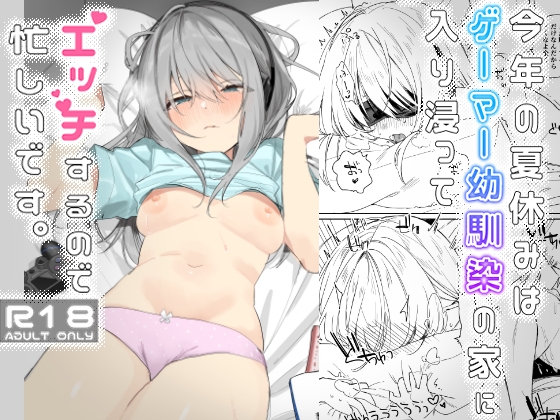 今年の夏休みは
ゲーマー幼馴染の家に
入り浸って
エッチするので
忙しいです。
R18
ADULT ONLY